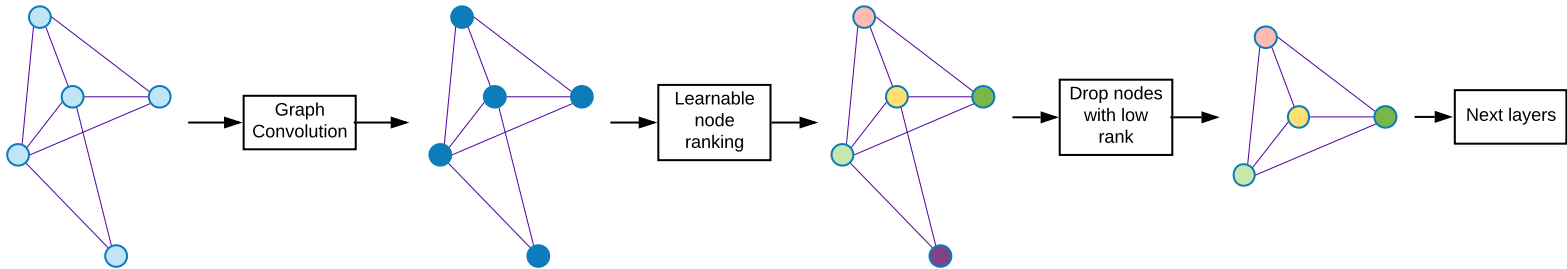 Graph
Convolution
Learnable
node
ranking
Drop nodes
with low
rank
Next layers